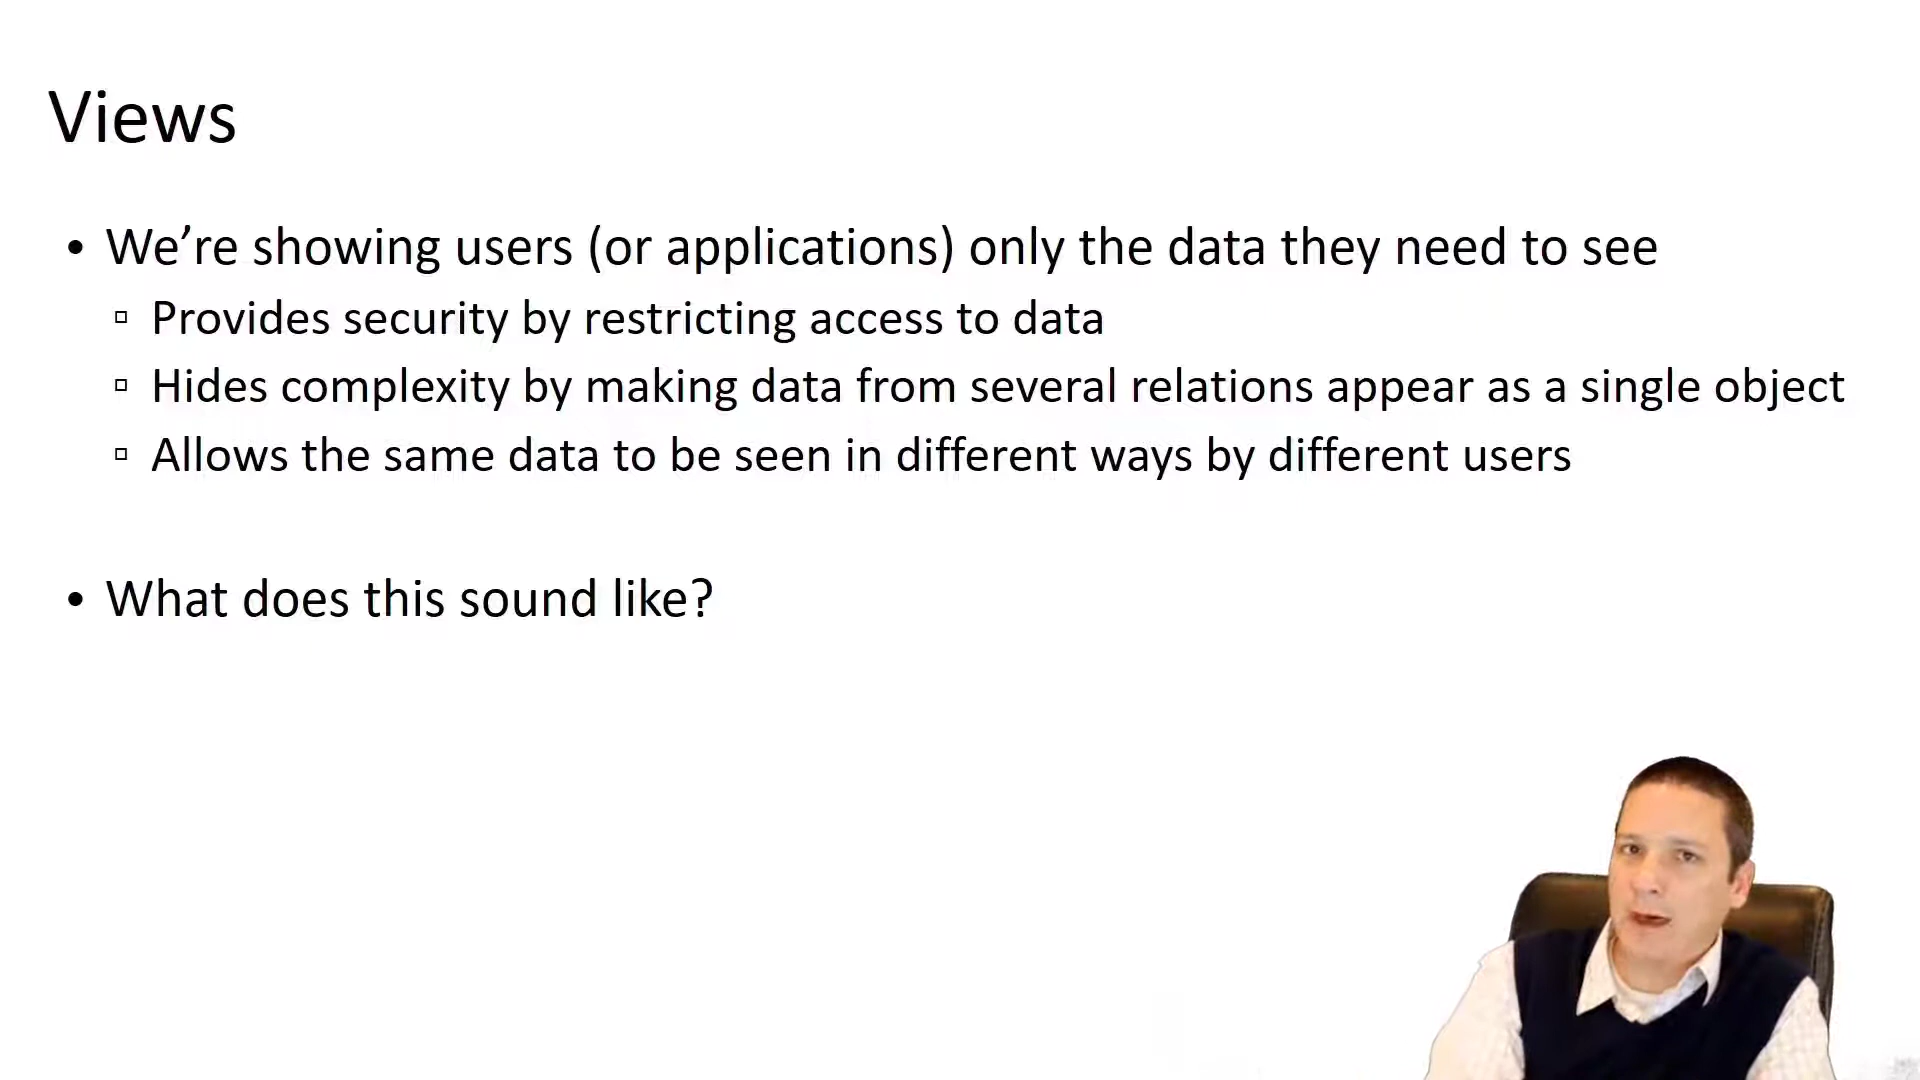 Views
• We’re showing users (or applications) only the data they need to see
▫ Provides security by restricting access to data
▫ Hides complexity by making data from several relations appear as a single object
▫ Allows the same data to be seen in different ways by different users
• What does this sound like?